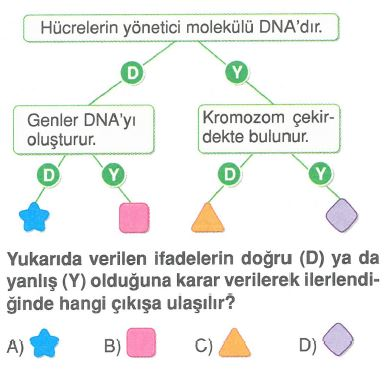 Hücrelerin yönetici molekülü DNA'dır.
D
Y
Genler DNA'yı
oluşturur.
Kromozom çekir-
dekte bulunur.
D
Y
D
Y
Yukarıda verilen ifadelerin doğru (D) ya da
yanlış (Y) olduğuna karar verilerek ilerlendi-
ğinde hangi çıkışa ulaşılır?
A)
B)
C)
D)